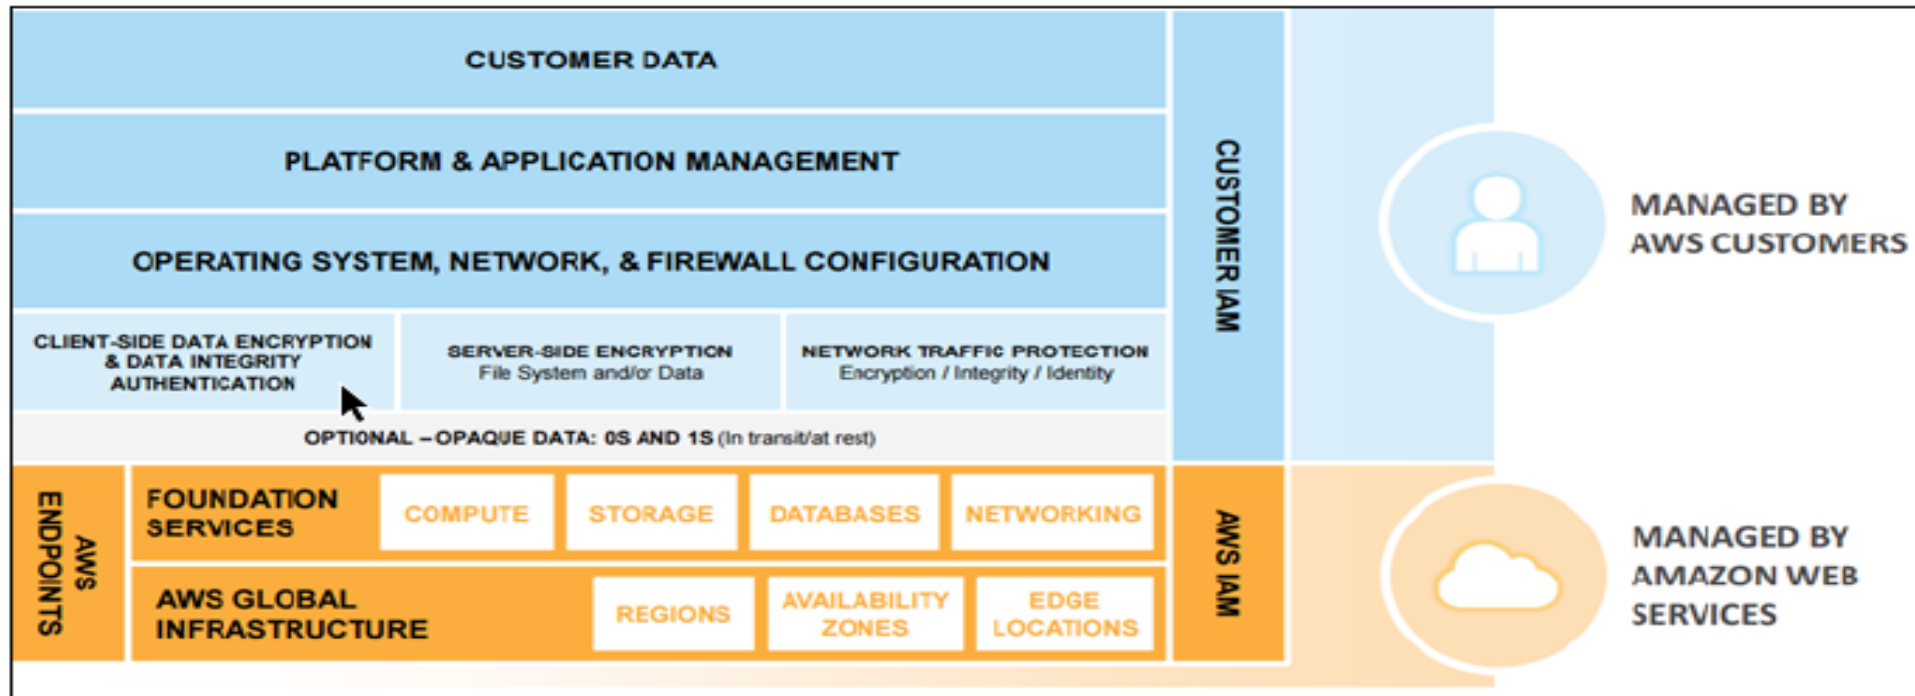 CUSTOMER DATA
PLATFORM & APPLICATION MANAGEMENT
OPERATING SYSTEM, NETWORK, & FIREWALL CONFIGURATION
CLIENT-SIDE DATA ENCRYPTION
& DATA INTEGRITY
AUTHENTICATION
SERVER-SIDE ENCRYPTION
File System and/or Data
NETWORK TRAFFIC PROTECTION
Encryption / Integrity / Identity
OPTIONAL – OPAQUE DATA: 0S AND 1S (In transit/at rest)
CUSTOMER IAM
MANAGED BY
AWS CUSTOMERS
AWS
ENDPOINTS
FOUNDATION
SERVICES
COMPUTE
STORAGE
DATABASES
NETWORKING
AWS GLOBAL
INFRASTRUCTURE
REGIONS
AVAILABILITY
ZONES
EDGE
LOCATIONS
AWS IAM
MANAGED BY
AMAZON WEB
SERVICES